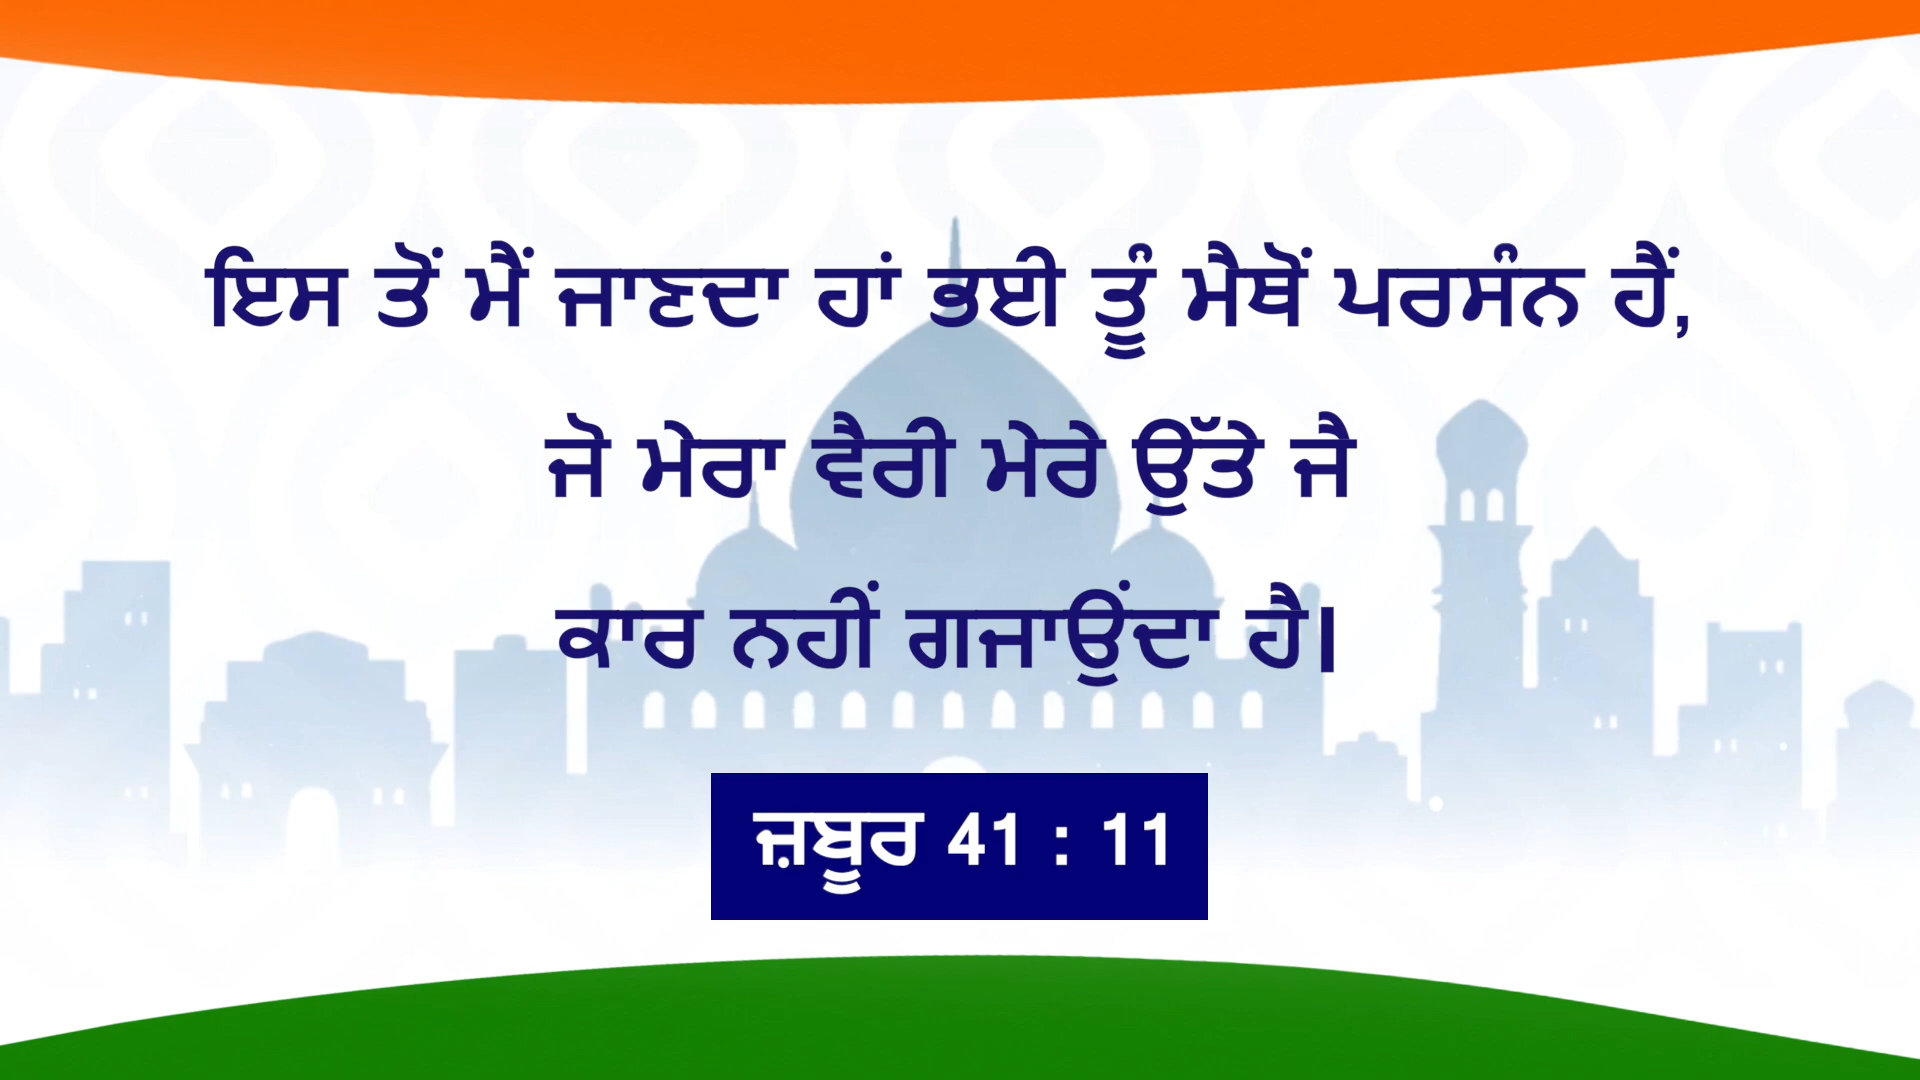 ਇਸ ਤੋਂ ਮੈਂ ਜਾਣਦਾ ਹਾਂ ਭਈ ਤੂੰ ਮੈਥੋਂ ਪਰਸੰਨ ਹੈਂ,
ਜੋ ਮੇਰਾ ਵੈਰੀ ਮੇਰੇ ਉੱਤੇ ਜੈ
ਕਾਰ ਨਹੀਂ ਗਜਾਉਂਦਾ ਹੈ।
ਜ਼ਬੂਰ 41 : 11